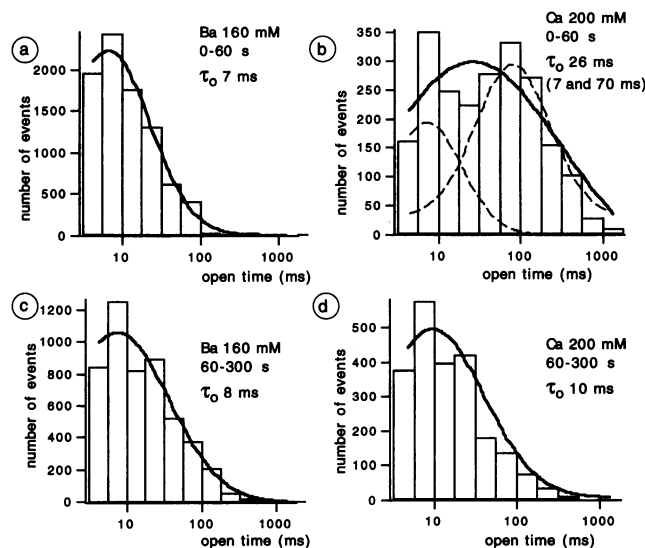 a
Ba 160 mM
0-60 s
τo 7 ms
number of events
2000
1500
1000
500
0
10 100 1000
open time (ms)
b
Ca 200 mM
0-60 s
τo 26 ms
(7 and 70 ms)
number of events
350
300
250
200
150
100
50
0
10 100 1000
open time (ms)
c
Ba 160 mM
60-300 s
τo 8 ms
number of events
1200
1000
800
600
400
200
0
10 100 1000
open time (ms)
d
Ca 200 mM
60-300 s
τo 10 ms
number of events
500
400
300
200
100
0
10 100 1000
open time (ms)